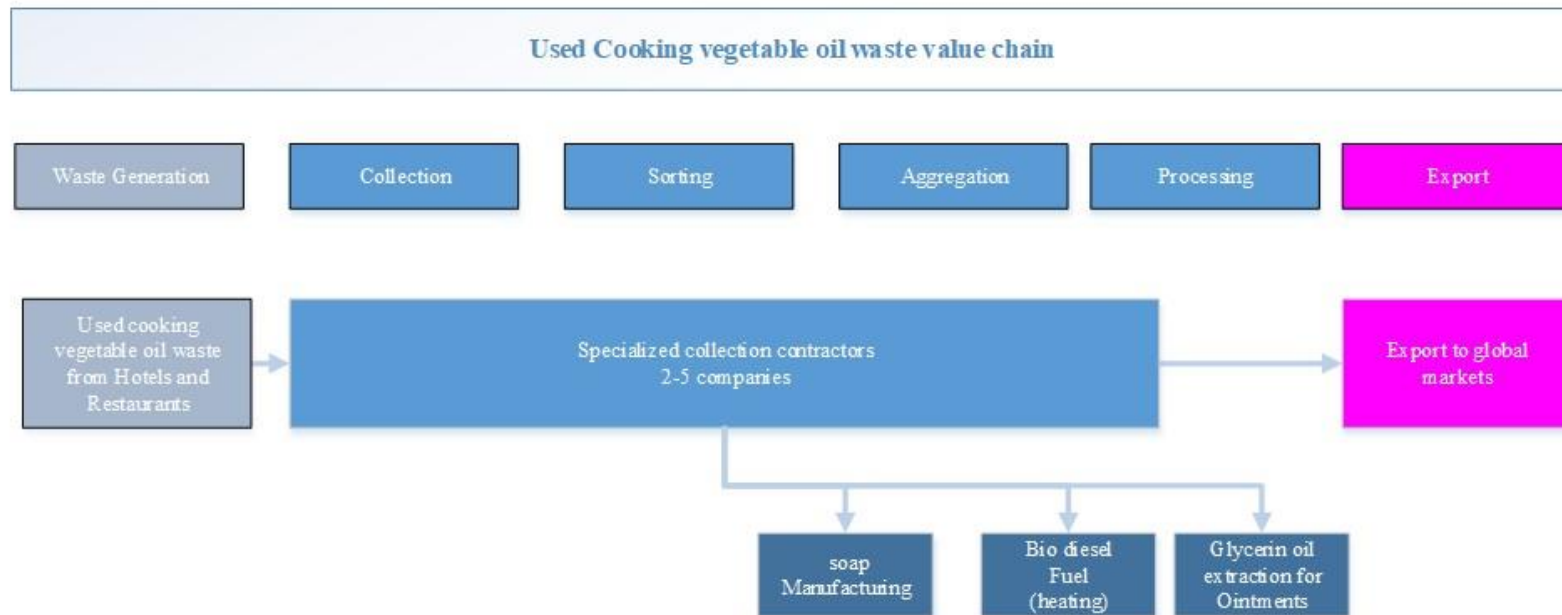 Used Cooking vegetable oil waste value chain
Waste Generation
Collection
Sorting
Aggregation
Processing
Export
Used cooking
vegetable oil waste
from Hotels and
Restaurants
Specialized collection contractors
2-5 companies
Export to global
markets
soap
Manufacturing
Bio diesel
Fuel
(heating)
Glycerin oil
extraction for
Ointments